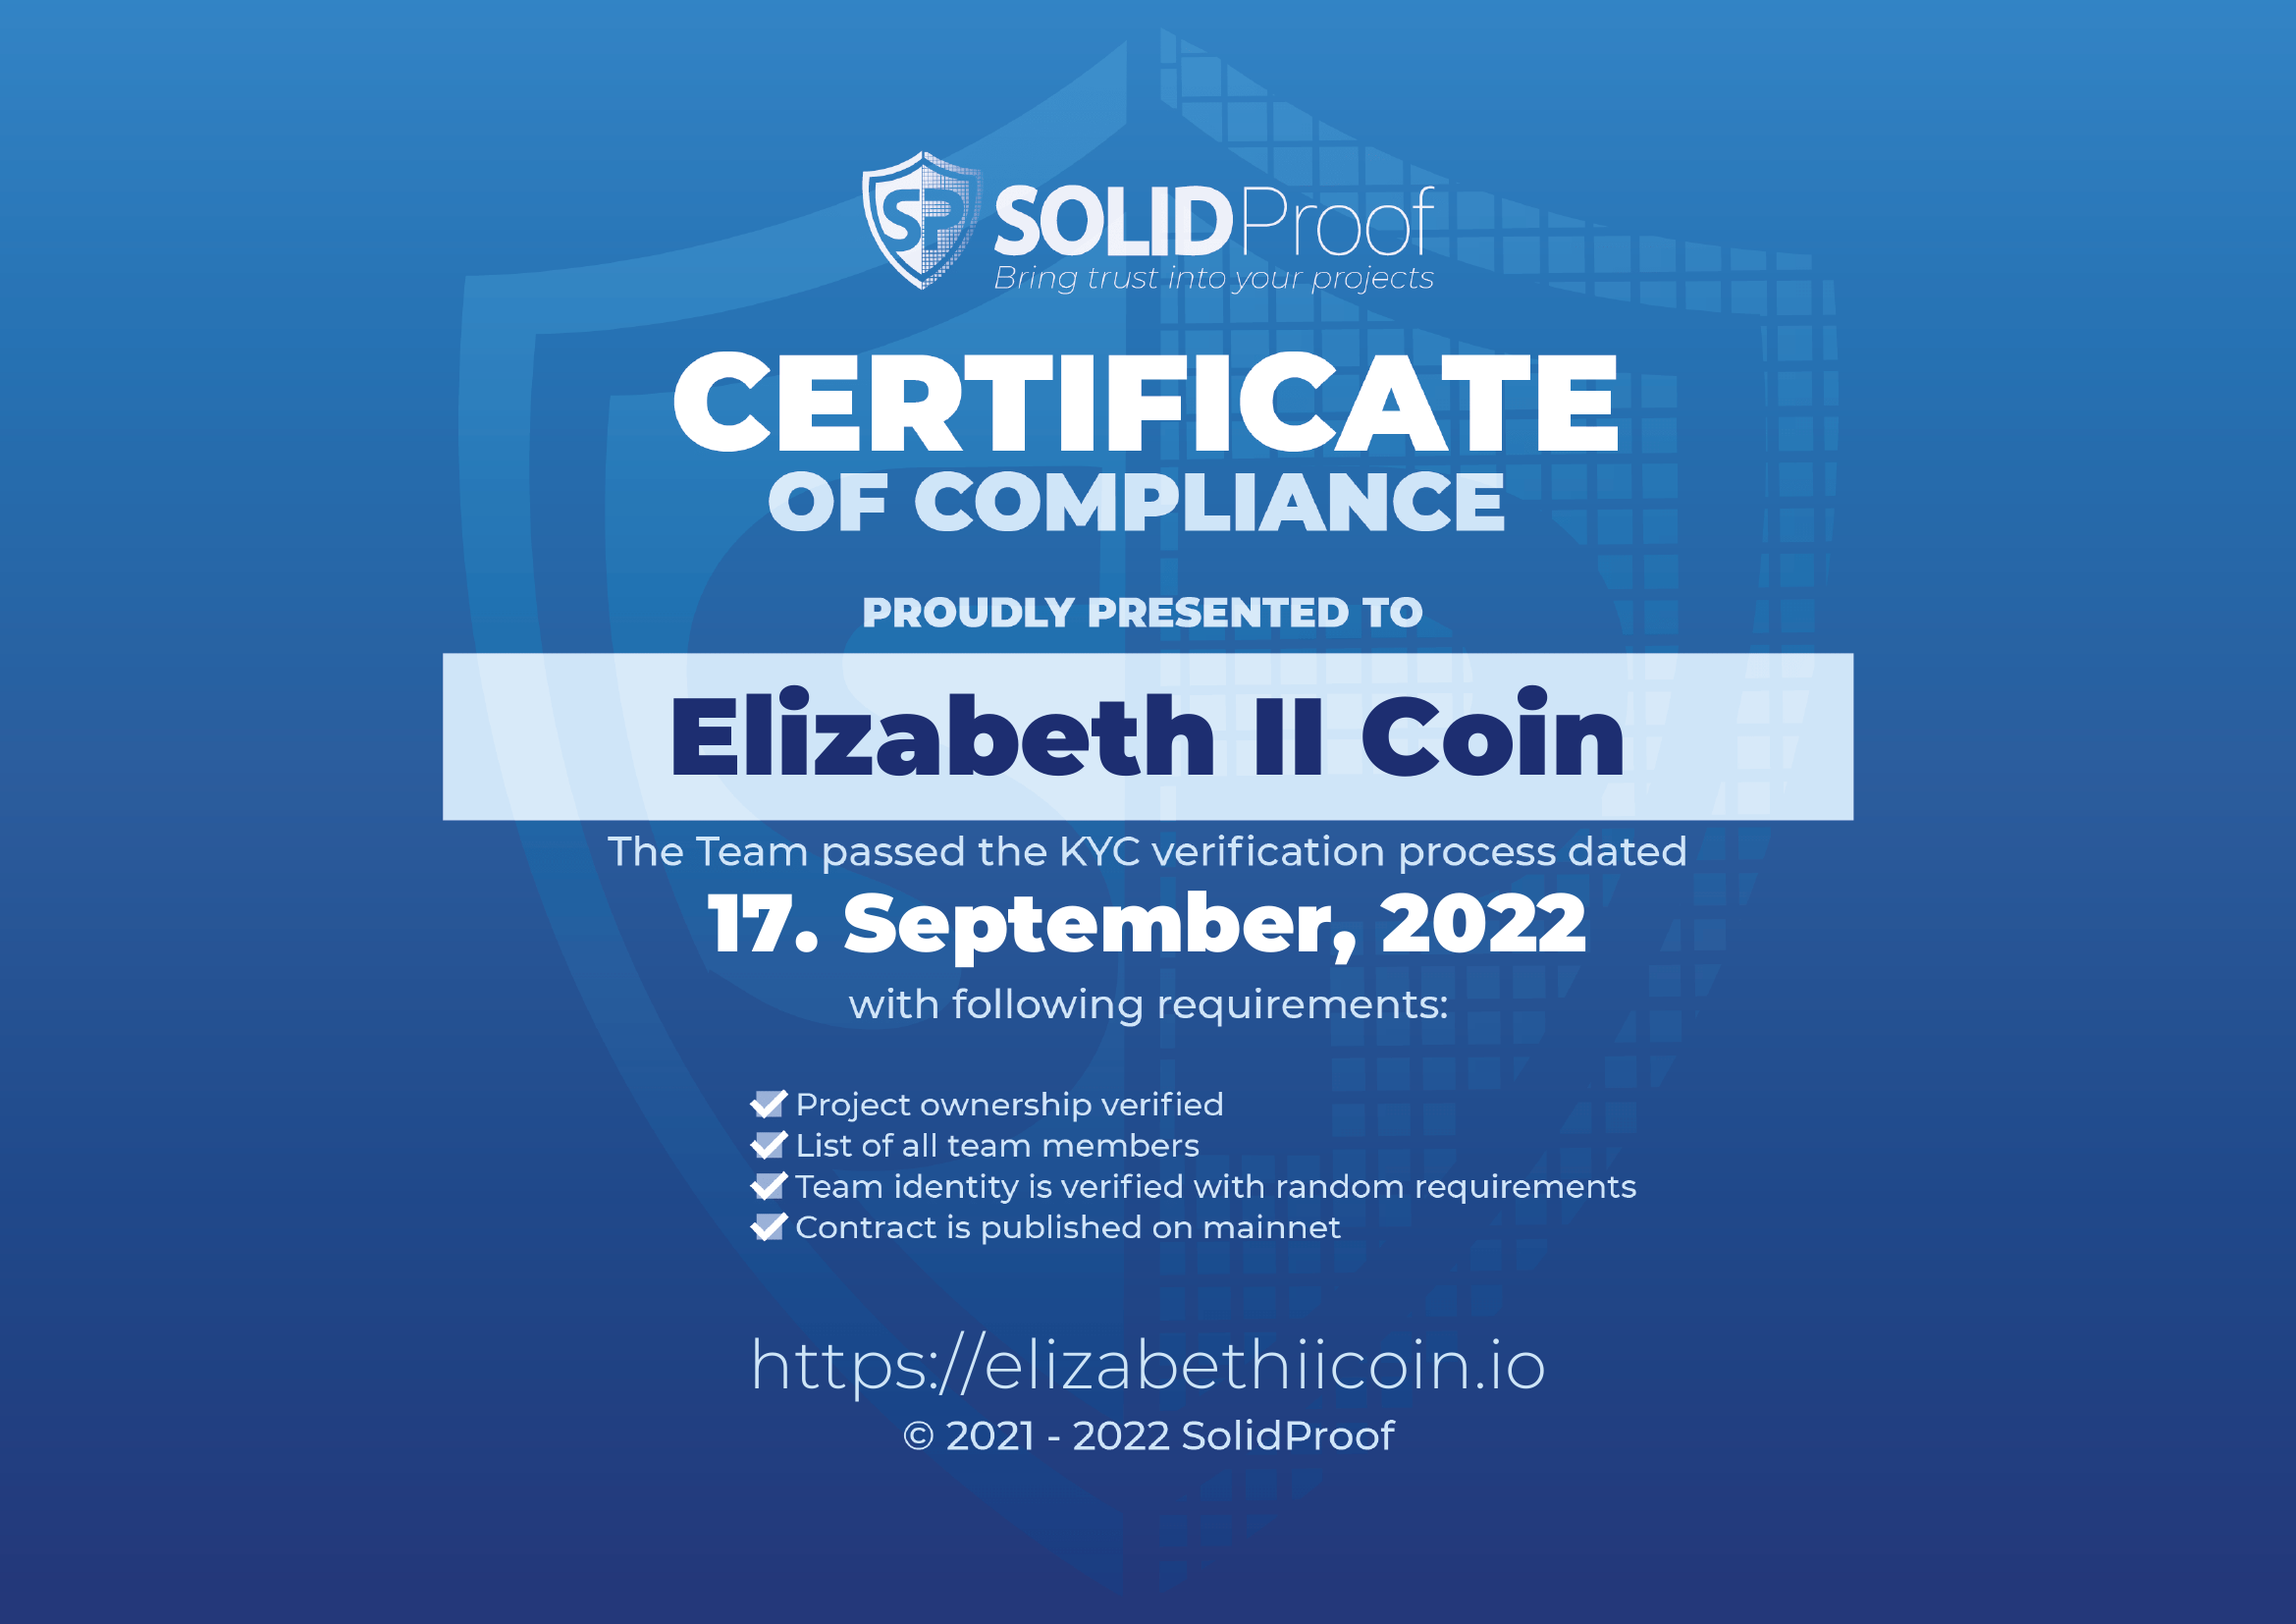 SP SOLIDProof
Bring trust into your projects
CERTIFICATE
OF COMPLIANCE
PROUDLY PRESENTED TO
Elizabeth II Coin
The Team passed the KYC verification process dated
17. September, 2022
with following requirements:
Project ownership verified
List of all team members
Team identity is verified with random requirements
Contract is published on mainnet
https://elizabethiicoin.io
© 2021 - 2022 SolidProof